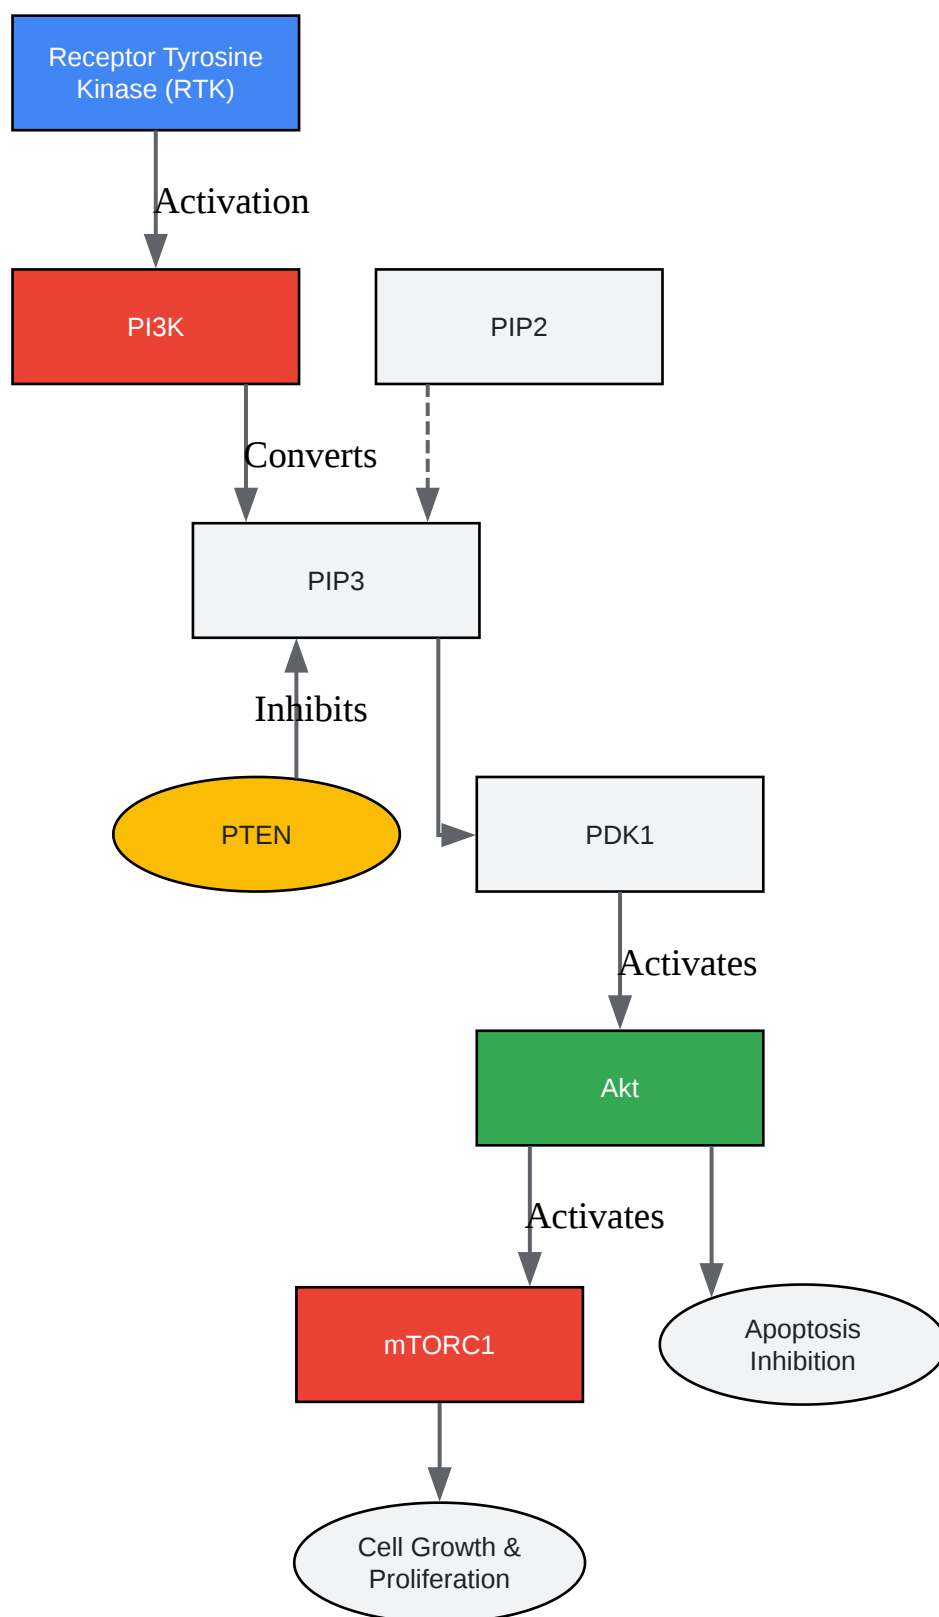 Receptor Tyrosine
Kinase (RTK)
Activation
PI3K
PIP2
Converts
PIP3
Inhibits
PTEN
PDK1
Activates
Akt
Activates
mTORC1
Apoptosis
Inhibition
Cell Growth &
Proliferation